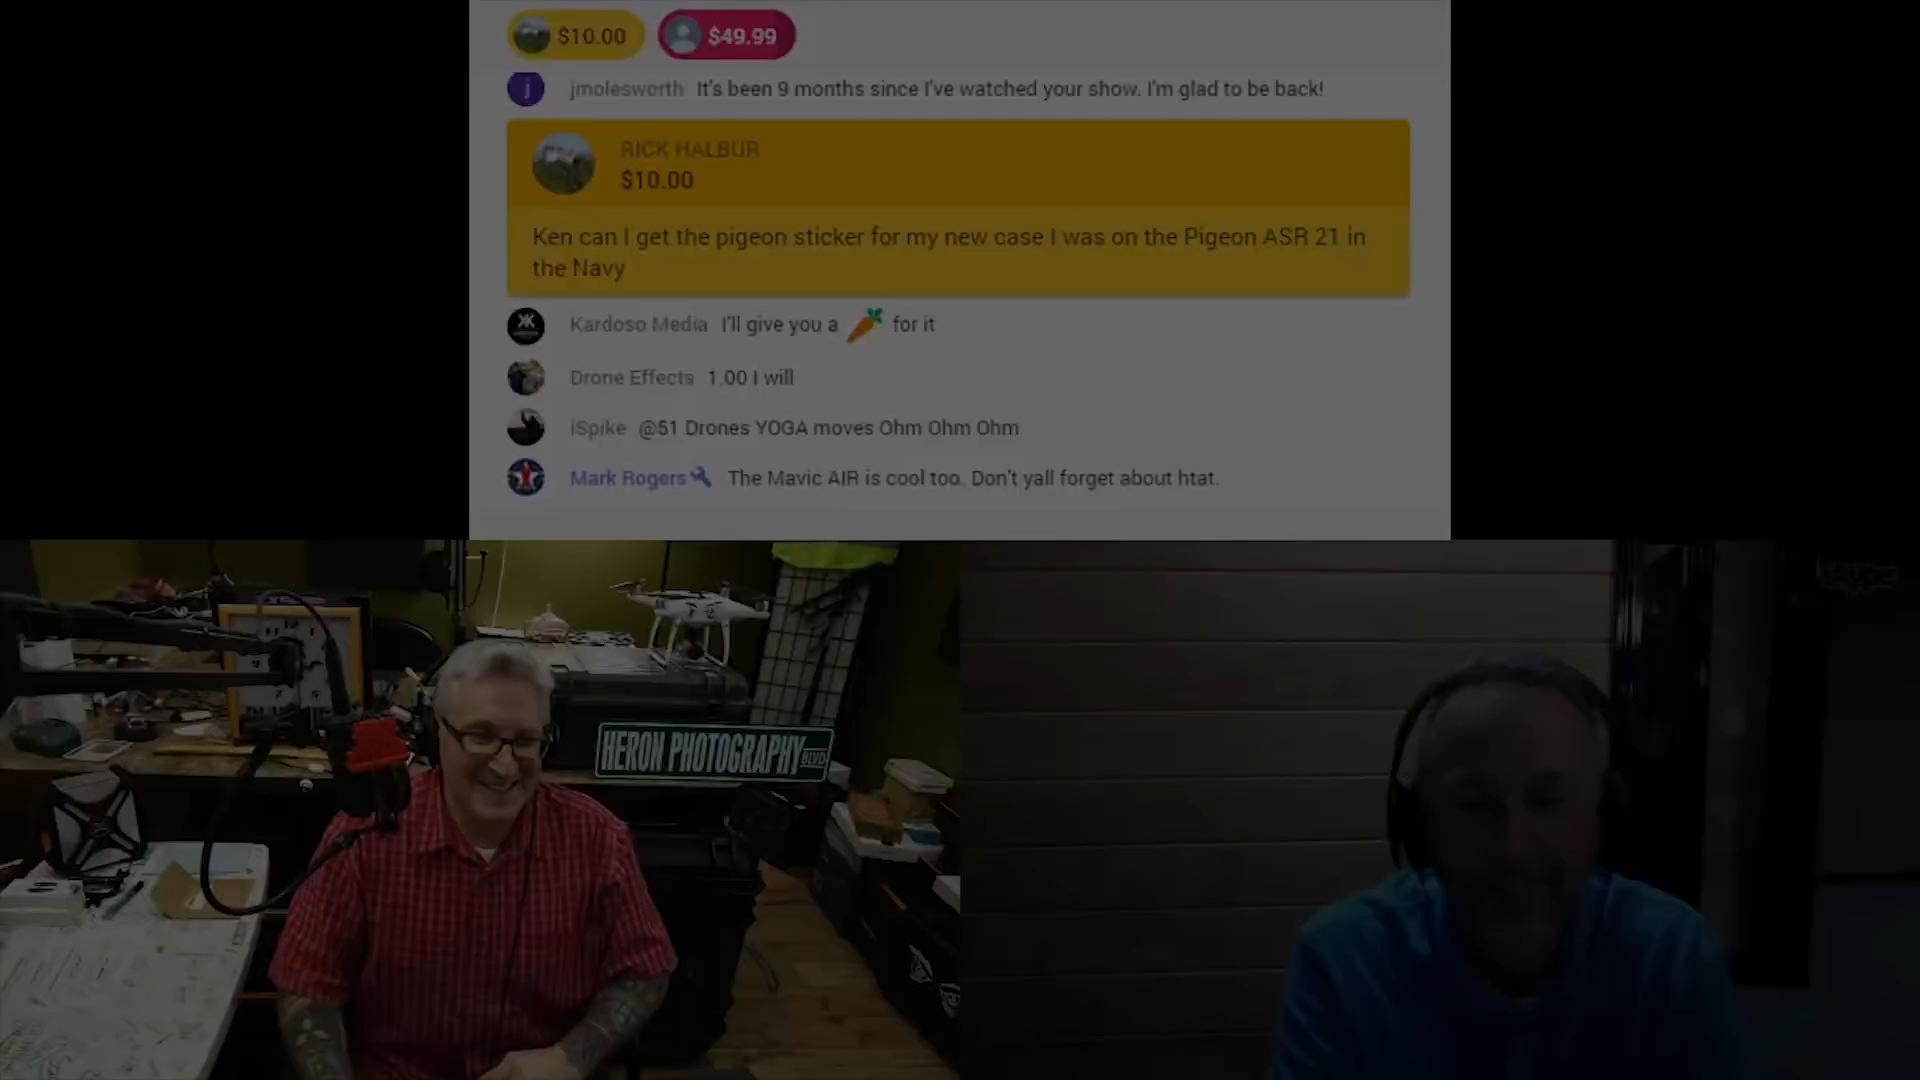 $10.00 $49.99
j jmolesworth It's been 9 months since I've watched your show. I'm glad to be back!
RICK HALBUR
$10.00
Ken can I get the pigeon sticker for my new case I was on the Pigeon ASR 21 in
the Navy
Kardoso Media I'll give you a 🥕 for it
Drone Effects 1.00 I will
iSpike @51 Drones YOGA moves Ohm Ohm Ohm
Mark Rogers The Mavic AIR is cool too. Don't yall forget about htat.
HERON PHOTOGRAPHY BLVD